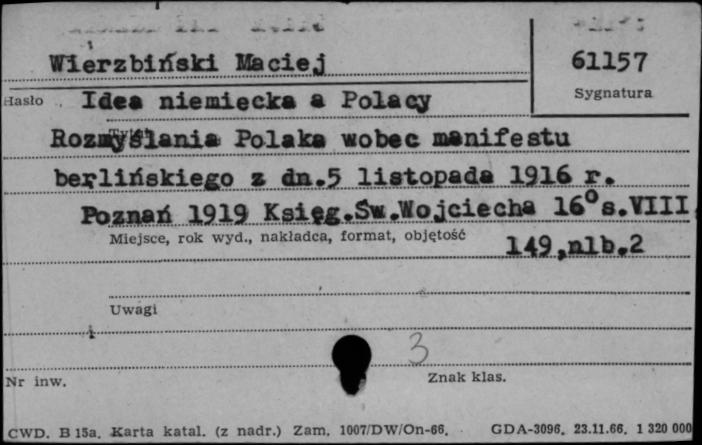 Wierzbiński Maciej
61157
Hasło
Idea niemiecka a Polacy
Sygnatura
Rozmyślania Polaka wobec manifestu
berlińskiego z dn.5 listopada 1916 r.
Poznań 1919 Księg.Św.Wojciecha 16° s.VIII,
Miejsce, rok wyd., nakładca, format, objętość
149,nlb.2
Uwagi
3
Nr inw.
Znak klas.
CWD. B 15a. Karta katal. (z nadr.) Zam. 1007/DW/On-66. GDA-3096. 23.11.66. 1 320 000